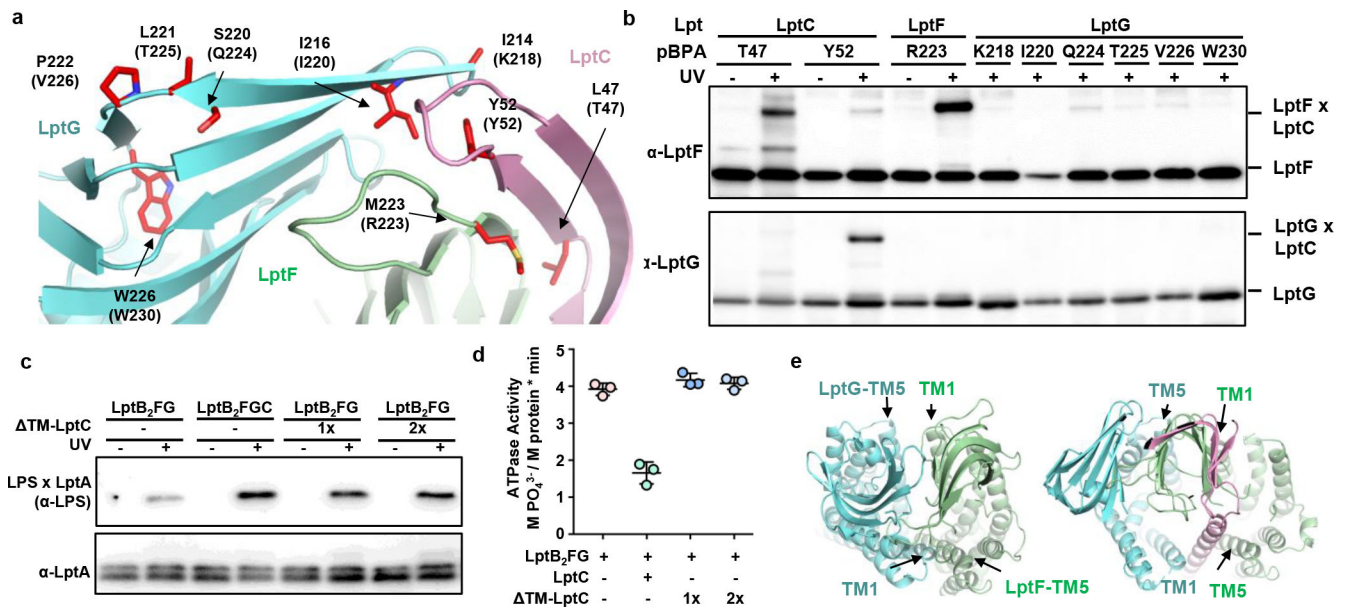 a
L221
(T225)
S220
(Q224)
P222
(V226)
I216
(I220)
I214
(K218)
LptC
L47
(T47)
Y52
(Y52)
LptG
M223
(R223)
LptF
W226
(W230)
b
Lpt LptC LptF LptG
pBPA T47 Y52 R223 K218 I220 Q224 T225 V226 W230
UV - + - + - + + + + + + +
α-LptF
LptF x
LptC
LptF
ɪ-LptG
LptG x
LptC
LptG
c
LptB₂FG LptB₂FGC LptB₂FG LptB₂FG
ΔTM-LptC - - 1x 2x
UV - + - + - + - +
LPS x LptA
(α-LPS)
α-LptA
d
ATPase Activity
M PO₄³⁻/ M protein * min
5
4
3
2
1
0
LptB₂FG + + + +
LptC - + - -
ΔTM-LptC - - 1x 2x
e
LptG-TM5 TM1
TM1 LptF-TM5
TM5 TM1
TM1 TM5